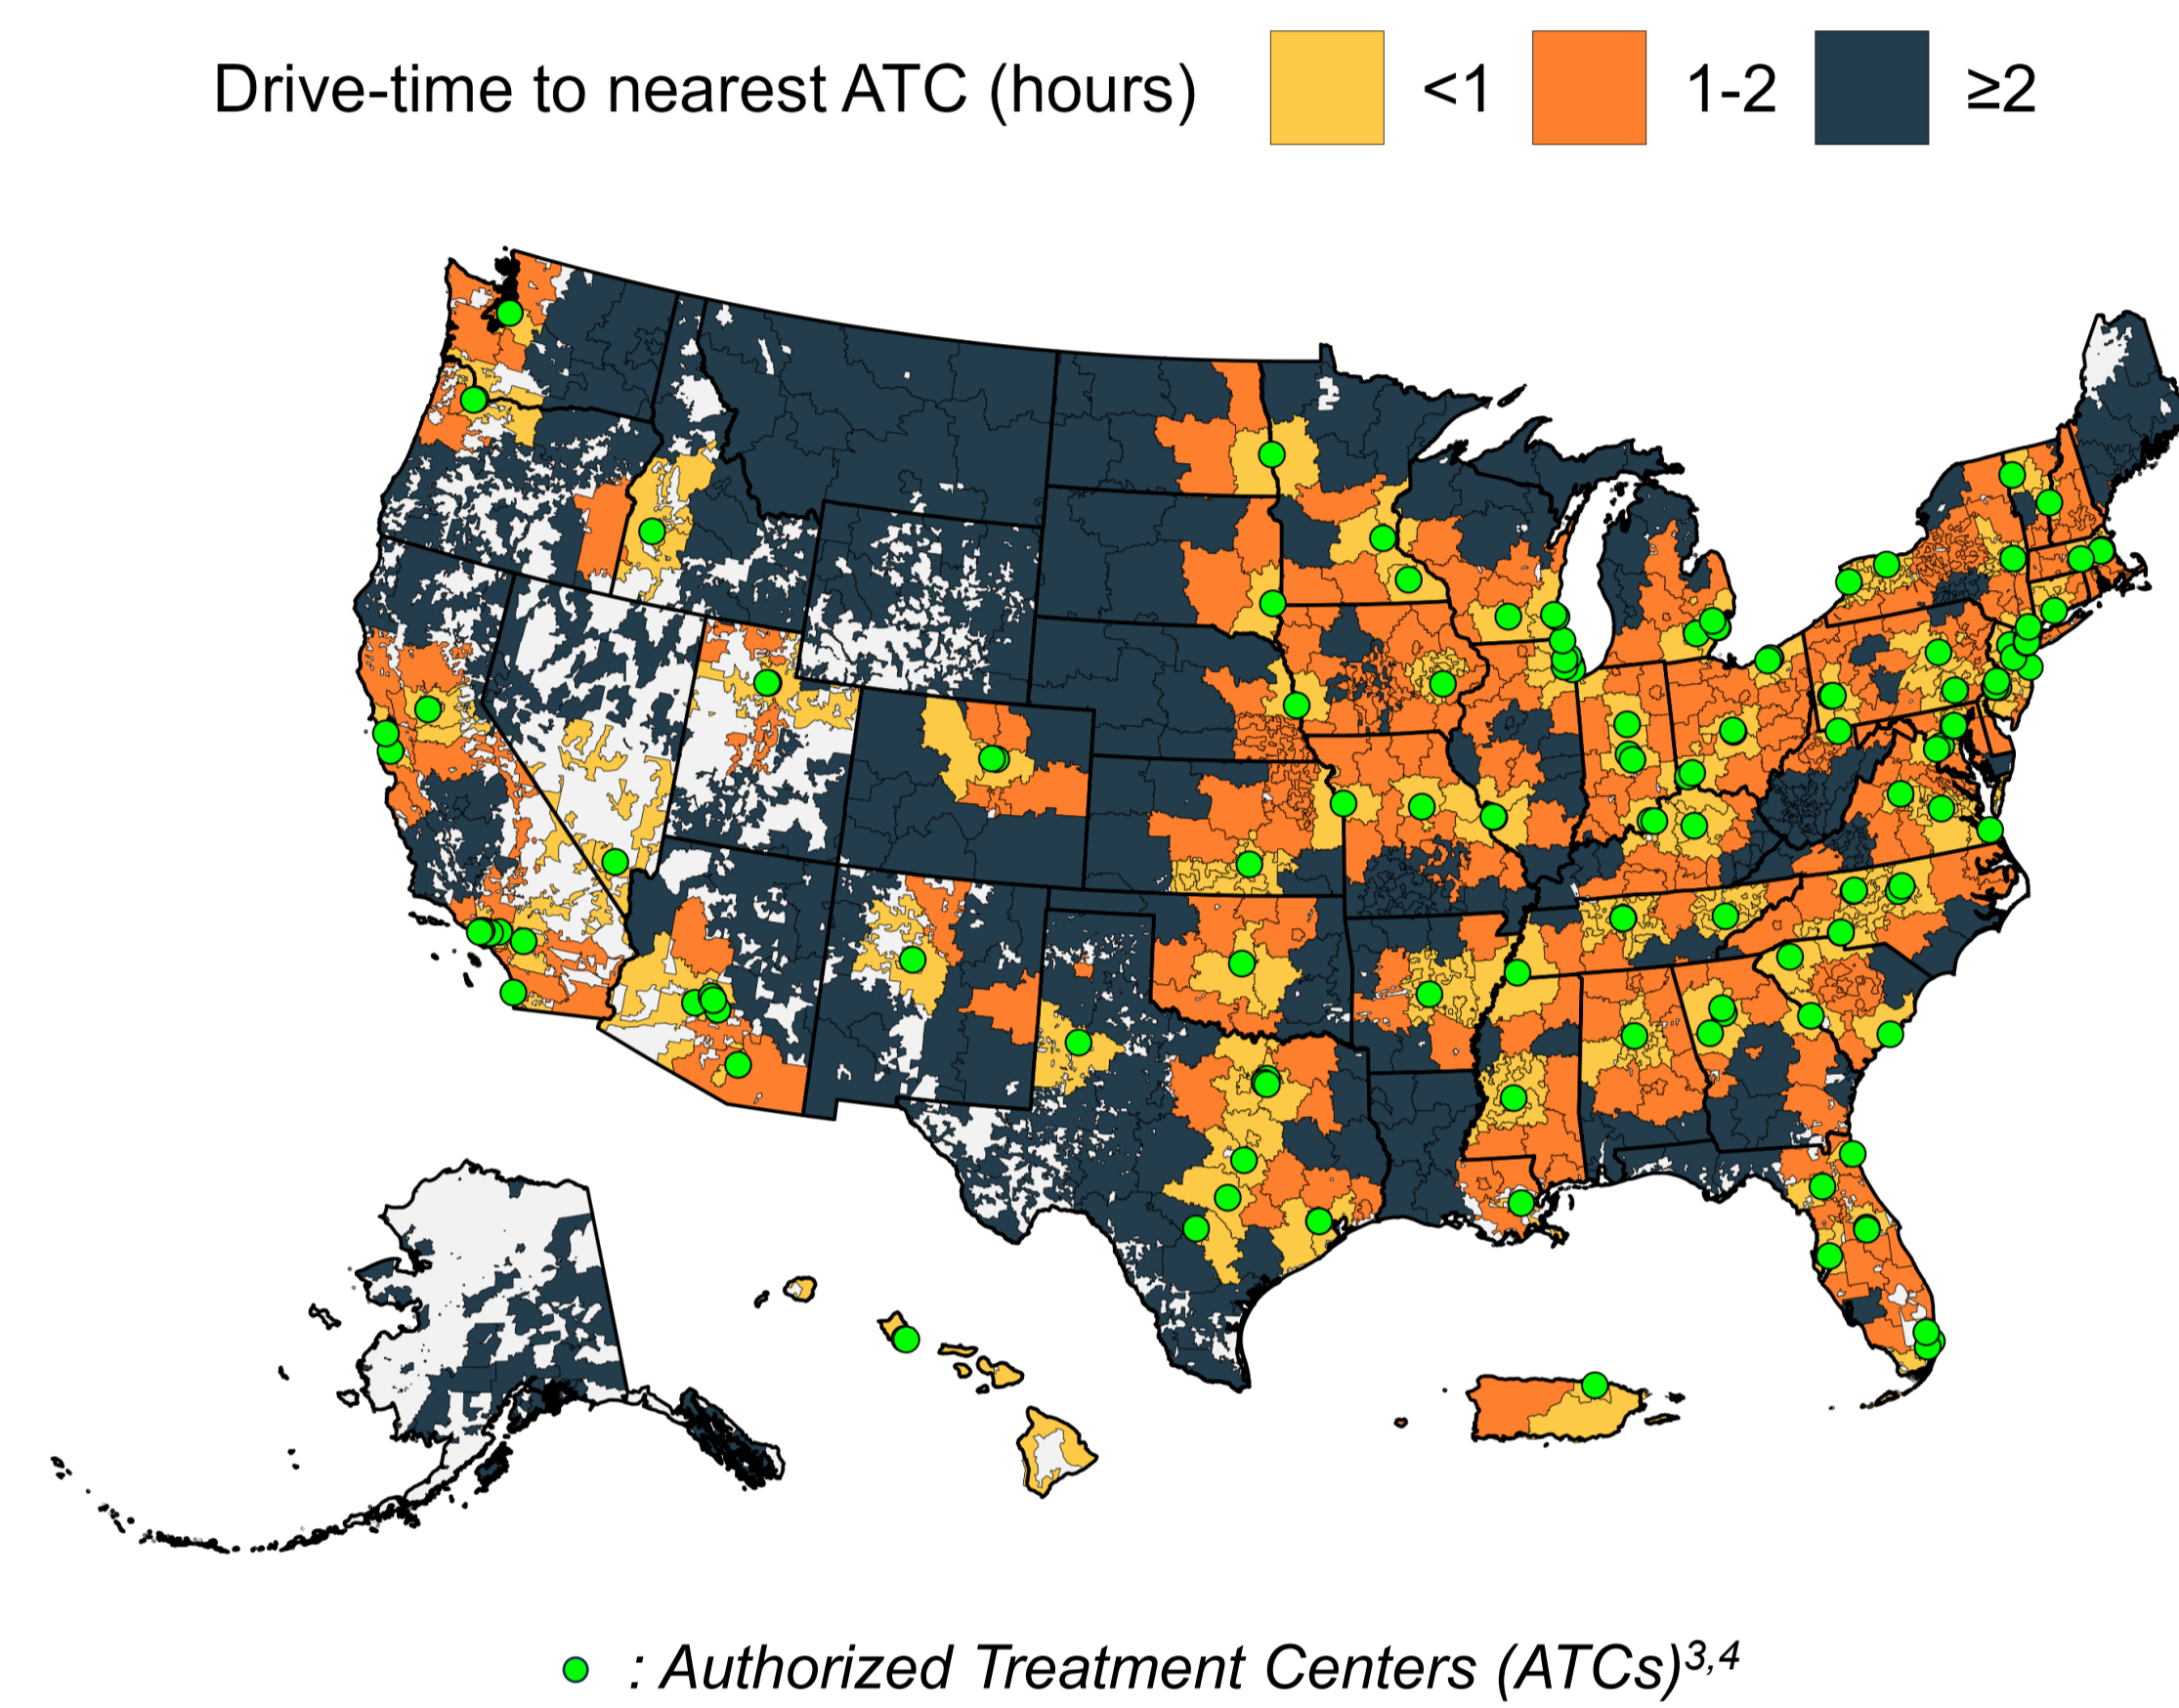 Drive-time to nearest ATC (hours) <1 1-2 ≥2
: Authorized Treatment Centers (ATCs)3,4